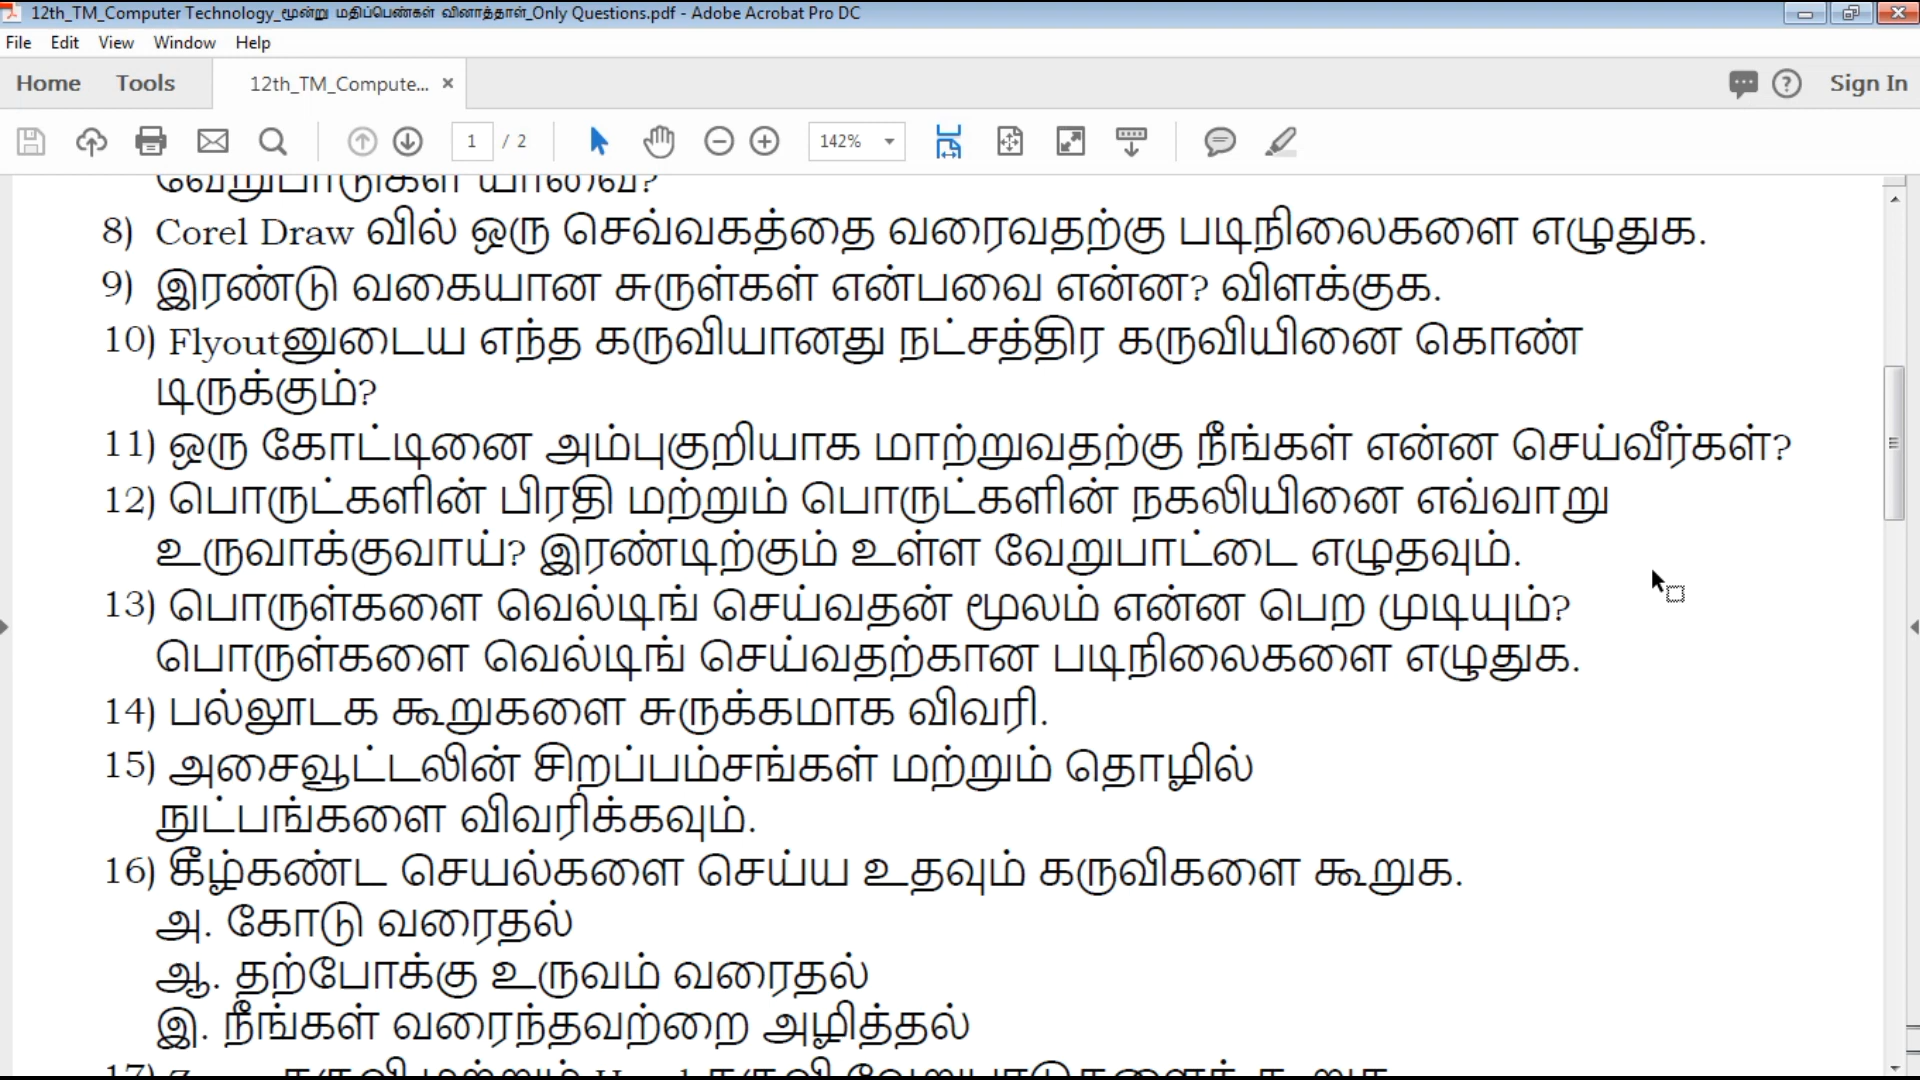 12th_TM_Computer Technology_மூன்று மதிப்பெண்கள் வினாத்தாள்_Only Questions.pdf - Adobe Acrobat Pro DC
File Edit View Window Help
Home Tools 12th_TM_Compute... × Sign In
1 / 2 142%
வேறுபாடுகள் யாவை?
8) Corel Draw வில் ஒரு செவ்வகத்தை வரைவதற்கு படிநிலைகளை எழுதுக.
9) இரண்டு வகையான சுருள்கள் என்பவை என்ன? விளக்குக.
10) Flyoutனுடைய எந்த கருவியானது நட்சத்திர கருவியினை கொண்
டிருக்கும்?
11) ஒரு கோட்டினை அம்புகுறியாக மாற்றுவதற்கு நீங்கள் என்ன செய்வீர்கள்?
12) பொருட்களின் பிரதி மற்றும் பொருட்களின் நகலியினை எவ்வாறு
உருவாக்குவாய்? இரண்டிற்கும் உள்ள வேறுபாட்டை எழுதவும்.
13) பொருள்களை வெல்டிங் செய்வதன் மூலம் என்ன பெற முடியும்?
பொருள்களை வெல்டிங் செய்வதற்கான படிநிலைகளை எழுதுக.
14) பல்லூடக கூறுகளை சுருக்கமாக விவரி.
15) அசைவூட்டலின் சிறப்பம்சங்கள் மற்றும் தொழில்
நுட்பங்களை விவரிக்கவும்.
16) கீழ்கண்ட செயல்களை செய்ய உதவும் கருவிகளை கூறுக.
அ. கோடு வரைதல்
ஆ. தற்போக்கு உருவம் வரைதல்
இ. நீங்கள் வரைந்தவற்றை அழித்தல்
17) கருவி மற்றும் கருவி வேறுபாடுகளைக் கூறுக